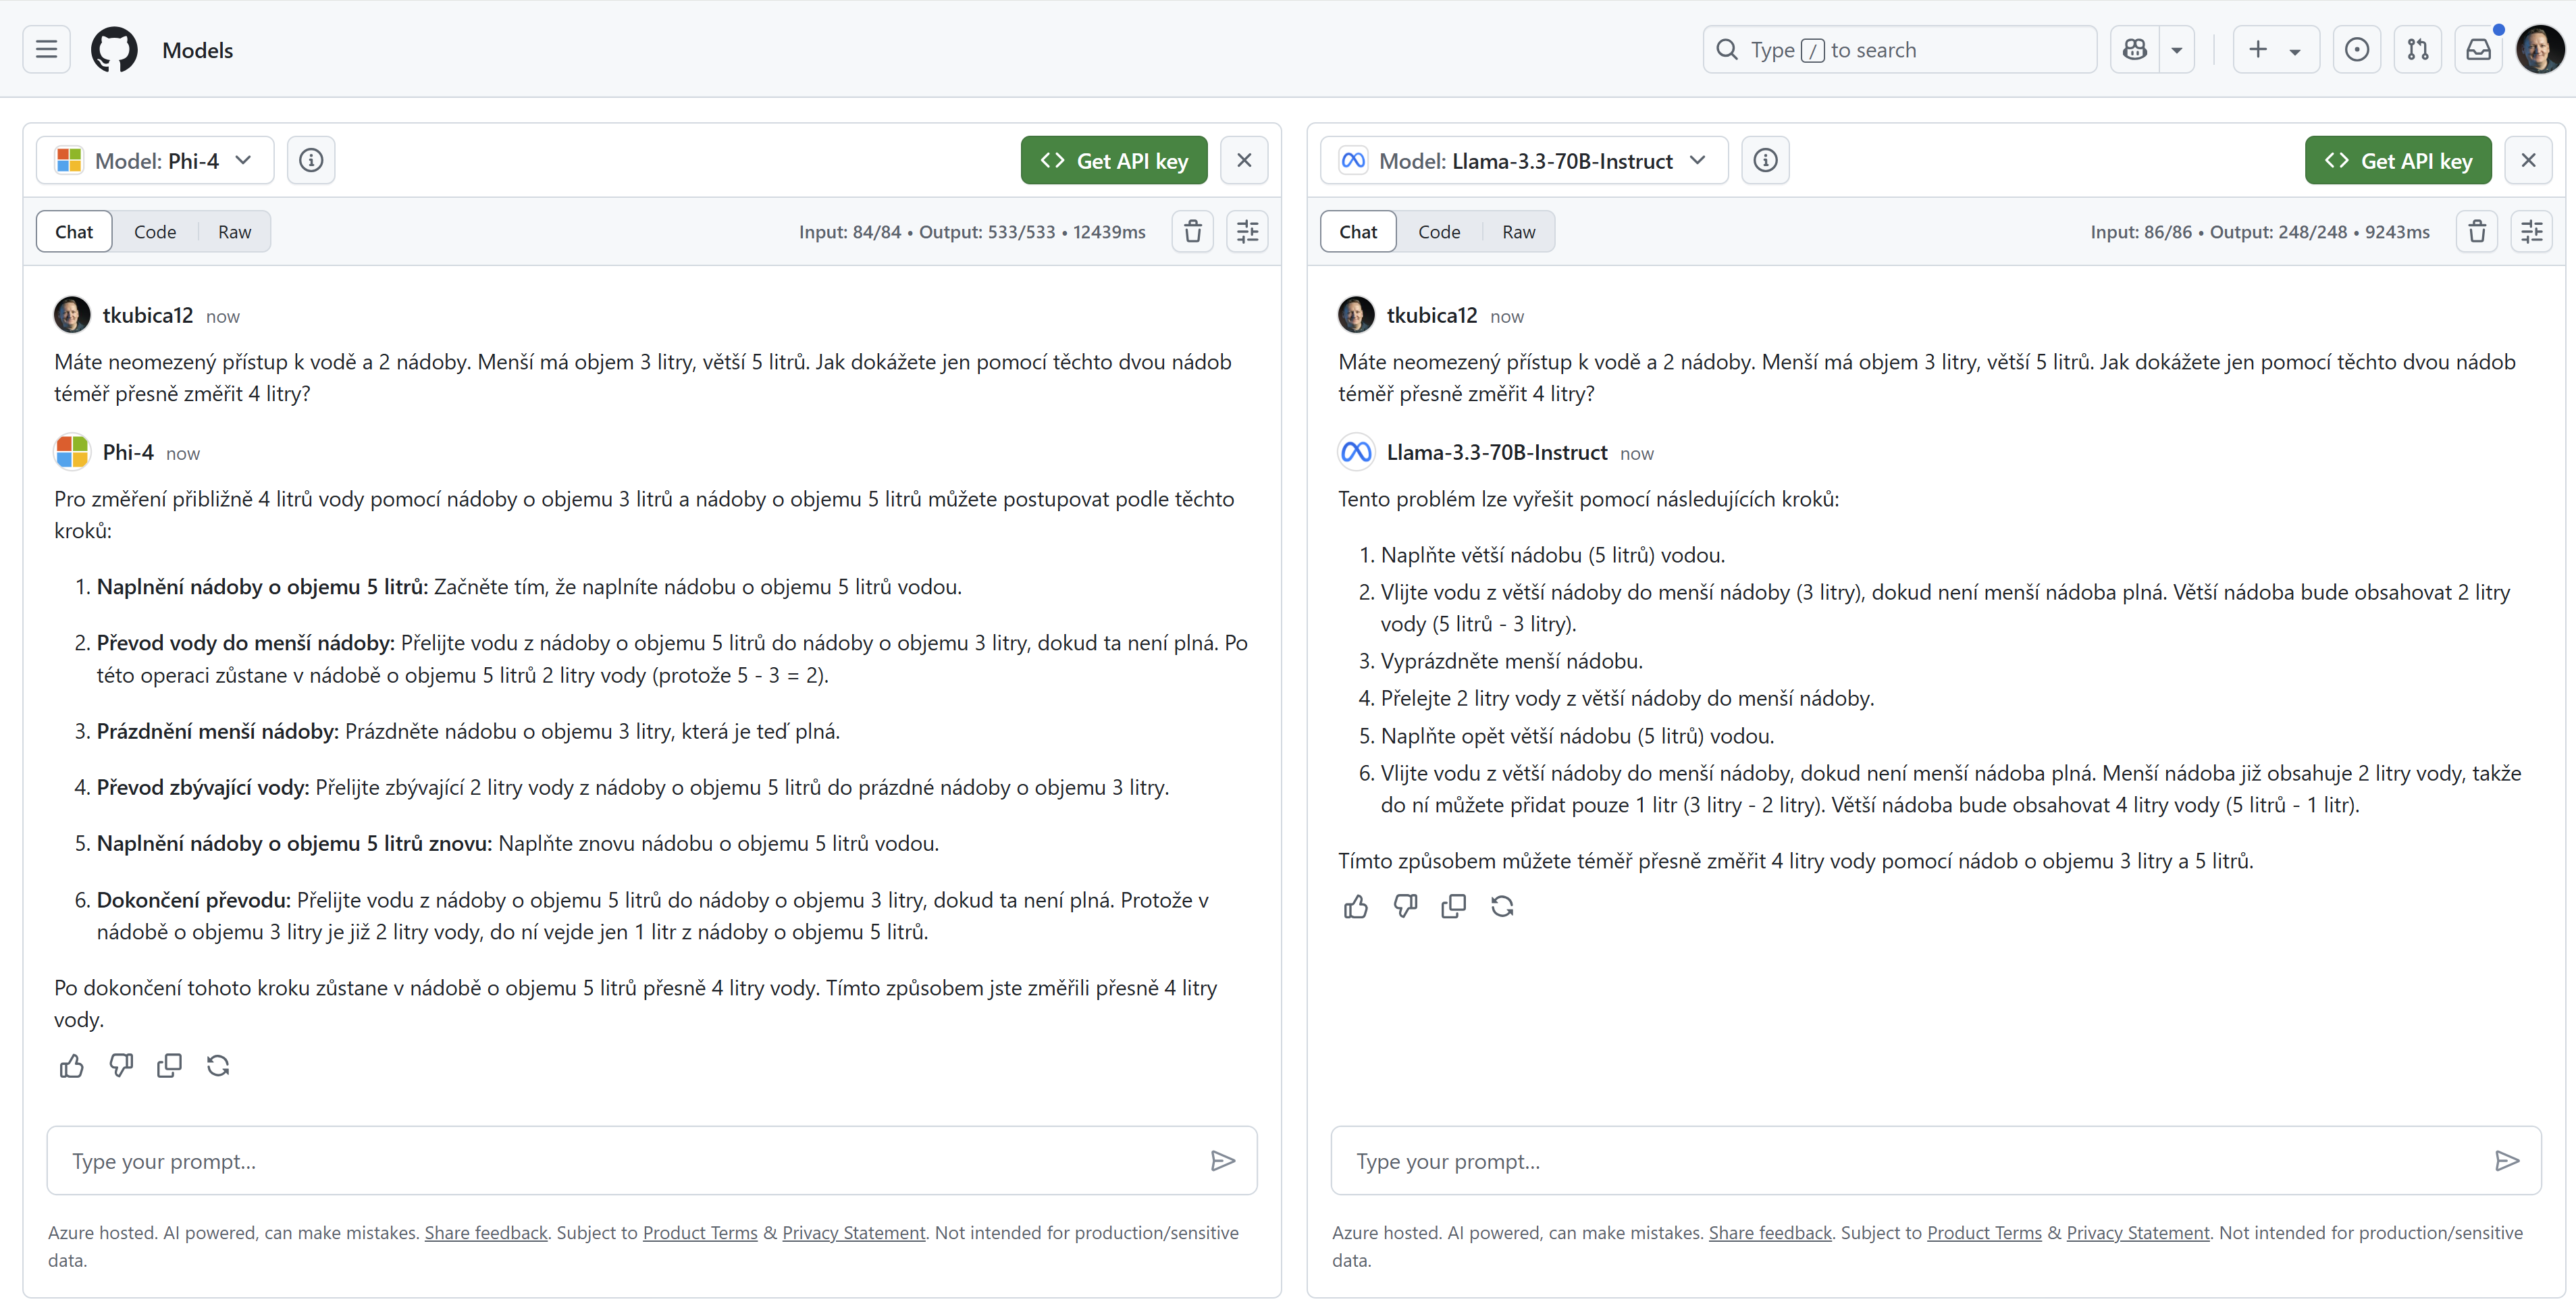 Models
Type / to search
Model: Phi-4
Get API key
Chat
Code
Raw
Input: 84/84 • Output: 533/533 • 12439ms
tkubica12 now
Máte neomezený přístup k vodě a 2 nádoby. Menší má objem 3 litry, větší 5 litrů. Jak dokážete jen pomocí těchto dvou nádob
téměř přesně změřit 4 litry?
Phi-4 now
Pro změření přibližně 4 litrů vody pomocí nádoby o objemu 3 litrů a nádoby o objemu 5 litrů můžete postupovat podle těchto
kroků:
1. Naplnění nádoby o objemu 5 litrů: Začněte tím, že naplníte nádobu o objemu 5 litrů vodou.
2. Převod vody do menší nádoby: Přelijte vodu z nádoby o objemu 5 litrů do nádoby o objemu 3 litry, dokud ta není plná. Po
této operaci zůstane v nádobě o objemu 5 litrů 2 litry vody (protože 5 - 3 = 2).
3. Prázdnění menší nádoby: Prázdněte nádobu o objemu 3 litry, která je teď plná.
4. Převod zbývající vody: Přelijte zbývající 2 litry vody z nádoby o objemu 5 litrů do prázdné nádoby o objemu 3 litry.
5. Naplnění nádoby o objemu 5 litrů znovu: Naplňte znovu nádobu o objemu 5 litrů vodou.
6. Dokončení převodu: Přelijte vodu z nádoby o objemu 5 litrů do nádoby o objemu 3 litry, dokud ta není plná. Protože v
nádobě o objemu 3 litry je již 2 litry vody, do ní vejde jen 1 litr z nádoby o objemu 5 litrů.
Po dokončení tohoto kroku zůstane v nádobě o objemu 5 litrů přesně 4 litry vody. Tímto způsobem jste změřili přesně 4 litry
vody.
Type your prompt...
Azure hosted. AI powered, can make mistakes. Share feedback. Subject to Product Terms & Privacy Statement. Not intended for production/sensitive
data.
Model: Llama-3.3-70B-Instruct
Get API key
Chat
Code
Raw
Input: 86/86 • Output: 248/248 • 9243ms
tkubica12 now
Máte neomezený přístup k vodě a 2 nádoby. Menší má objem 3 litry, větší 5 litrů. Jak dokážete jen pomocí těchto dvou nádob
téměř přesně změřit 4 litry?
Llama-3.3-70B-Instruct now
Tento problém lze vyřešit pomocí následujících kroků:
1. Naplňte větší nádobu (5 litrů) vodou.
2. Vlijte vodu z větší nádoby do menší nádoby (3 litry), dokud není menší nádoba plná. Větší nádoba bude obsahovat 2 litry
vody (5 litrů - 3 litry).
3. Vyprázdněte menší nádobu.
4. Přelejte 2 litry vody z větší nádoby do menší nádoby.
5. Naplňte opět větší nádobu (5 litrů) vodou.
6. Vlijte vodu z větší nádoby do menší nádoby, dokud není menší nádoba plná. Menší nádoba již obsahuje 2 litry vody, takže
do ní můžete přidat pouze 1 litr (3 litry - 2 litry). Větší nádoba bude obsahovat 4 litry vody (5 litrů - 1 litr).
Tímto způsobem můžete téměř přesně změřit 4 litry vody pomocí nádob o objemu 3 litry a 5 litrů.
Type your prompt...
Azure hosted. AI powered, can make mistakes. Share feedback. Subject to Product Terms & Privacy Statement. Not intended for production/sensitive
data.